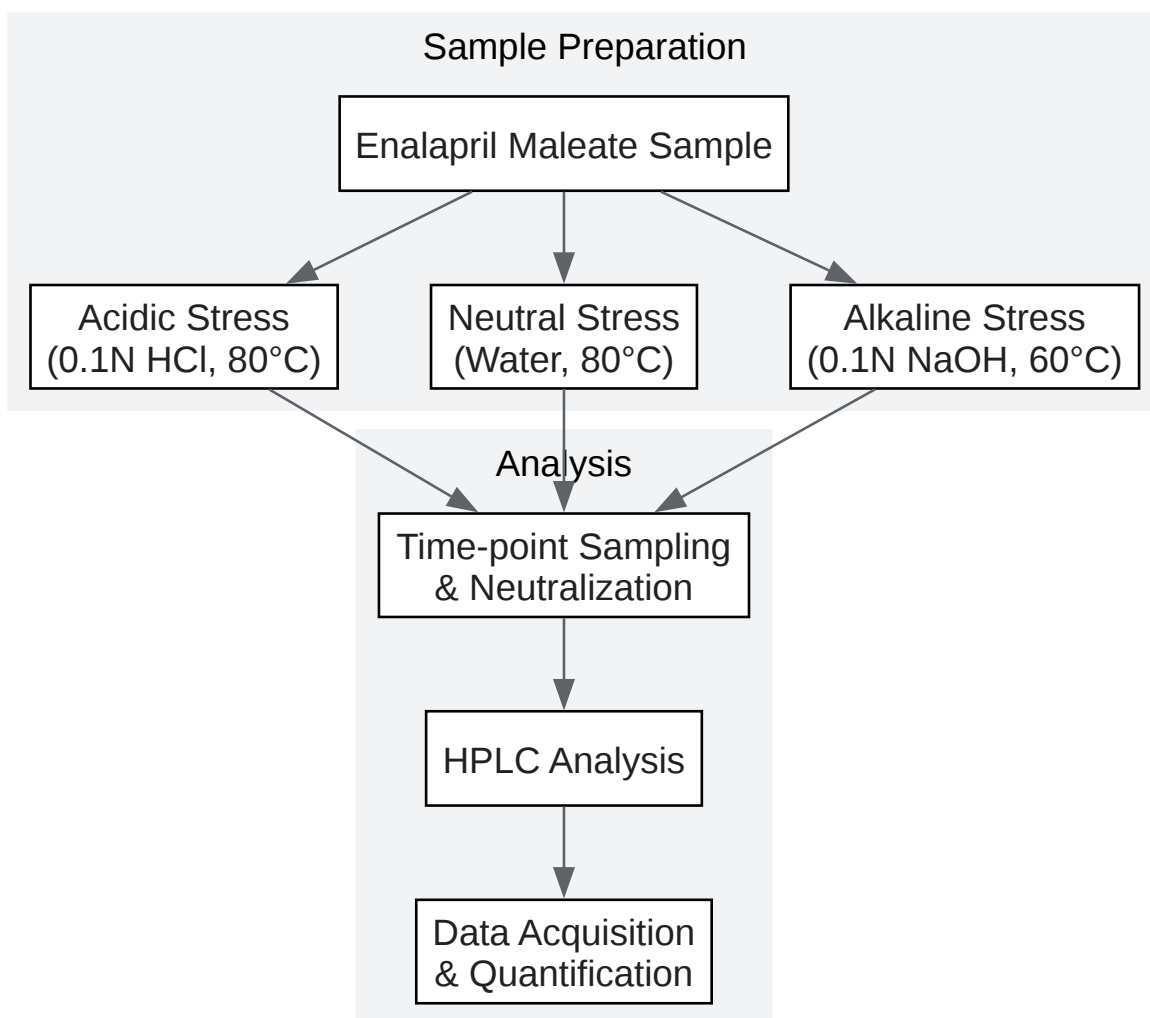 Sample Preparation
Enalapril Maleate Sample
Acidic Stress
(0.1N HCl, 80°C)
Neutral Stress
(Water, 80°C)
Alkaline Stress
(0.1N NaOH, 60°C)
Analysis
Time-point Sampling
& Neutralization
HPLC Analysis
Data Acquisition
& Quantification